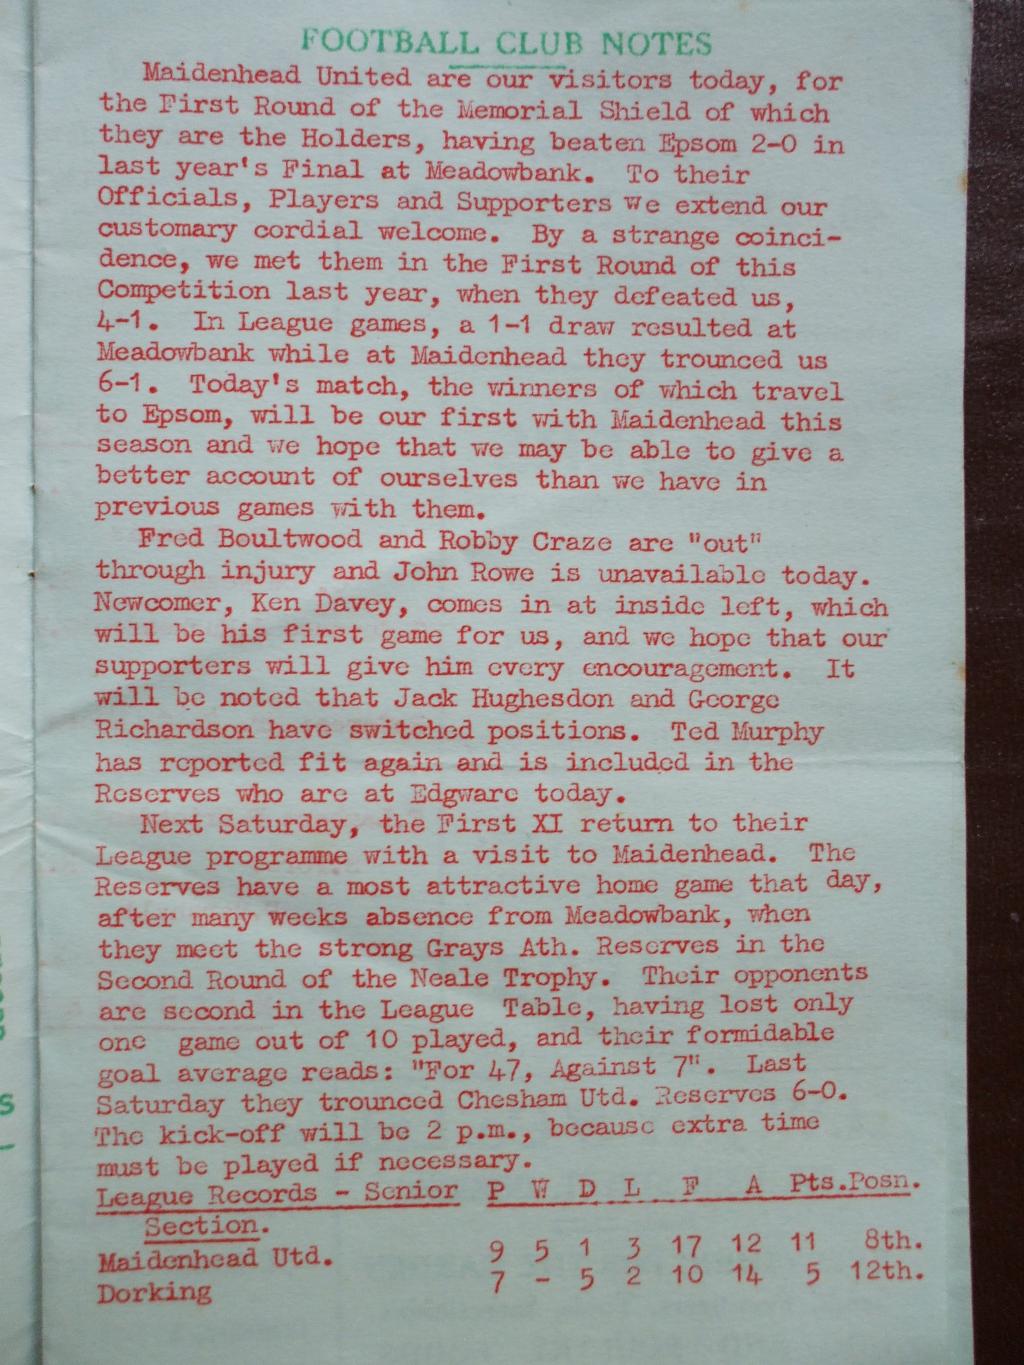 FOOTBALL CLUB NOTES
Maidenhead United are our visitors today, for
the First Round of the Memorial Shield of which
they are the Holders, having beaten Epsom 2-0 in
last year's Final at Meadowbank. To their
Officials, Players and Supporters we extend our
customary cordial welcome. By a strange coinci-
dence, we met them in the First Round of this
Competition last year, when they defeated us,
4-1. In League games, a 1-1 draw resulted at
Meadowbank while at Maidenhead they trounced us
6-1. Today's match, the winners of which travel
to Epsom, will be our first with Maidenhead this
season and we hope that we may be able to give a
better account of ourselves than we have in
previous games with them.
Fred Boultwood and Robby Craze are "out"
through injury and John Rowe is unavailable today.
Newcomer, Ken Davey, comes in at inside left, which
will be his first game for us, and we hope that our
supporters will give him every encouragement. It
will be noted that Jack Hughesdon and George
Richardson have switched positions. Ted Murphy
has reported fit again and is included in the
Reserves who are at Edgware today.
Next Saturday, the First XI return to their
League programme with a visit to Maidenhead. The
Reserves have a most attractive home game that day,
after many weeks absence from Meadowbank, when
they meet the strong Grays Ath. Reserves in the
Second Round of the Neale Trophy. Their opponents
are second in the League Table, having lost only
one game out of 10 played, and their formidable
goal average reads: "For 47, Against 7". Last
Saturday they trounced Chesham Utd. Reserves 6-0.
The kick-off will be 2 p.m., because extra time
must be played if necessary.
League Records - Senior P W D L F A Pts.Posn.
Section.
Maidenhead Utd. 9 5 1 3 17 12 11 8th.
Dorking 7 - 5 2 10 14 5 12th.